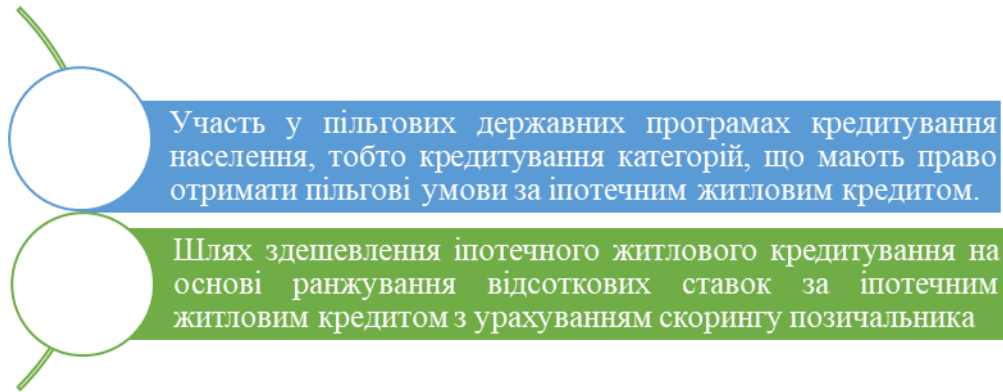 Участь у пільгових державних програмах кредитування
населення, тобто кредитування категорій, що мають право
отримати пільгові умови за іпотечним житловим кредитом.
Шлях здешевлення іпотечного житлового кредитування на
основі ранжування відсоткових ставок за іпотечним
житловим кредитом з урахуванням скорингу позичальника